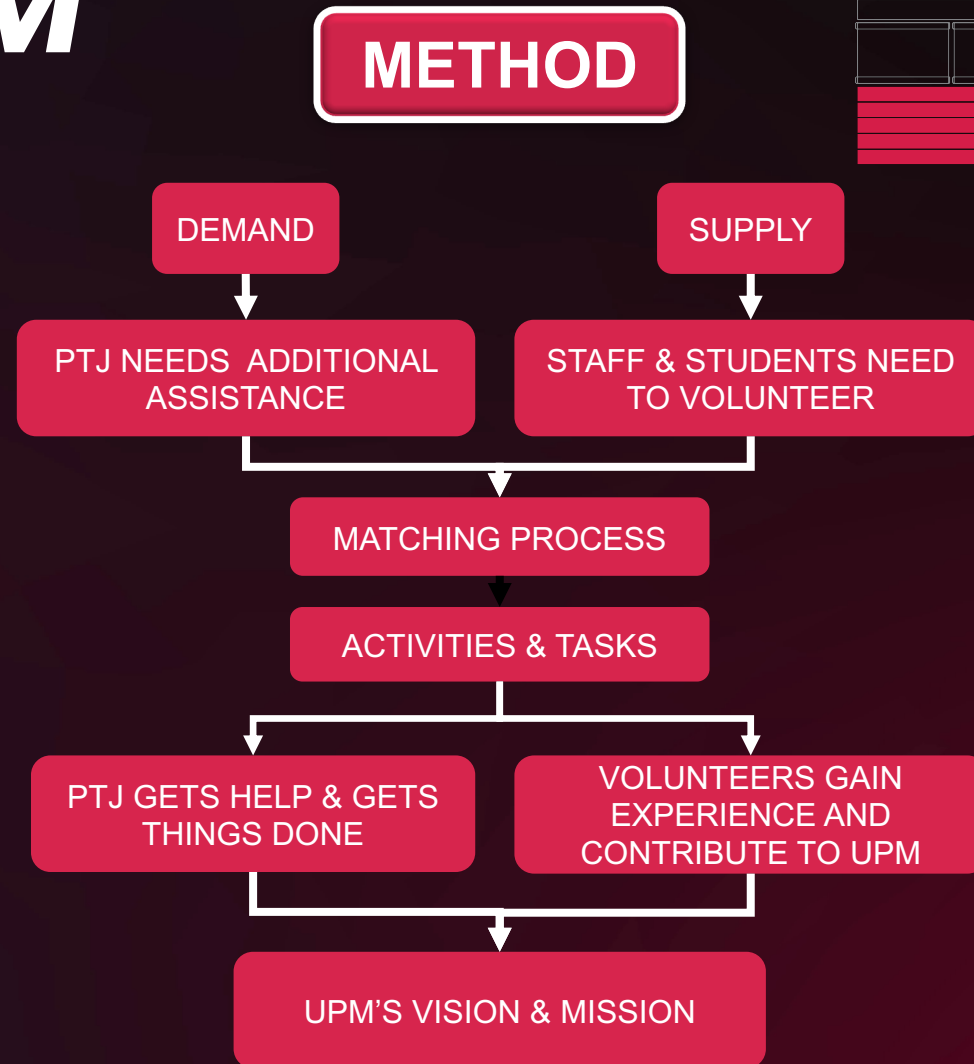 M
METHOD
DEMAND
SUPPLY
PTJ NEEDS  ADDITIONAL
ASSISTANCE
STAFF & STUDENTS NEED
TO VOLUNTEER
MATCHING PROCESS
ACTIVITIES & TASKS
PTJ GETS HELP & GETS
THINGS DONE
VOLUNTEERS GAIN
EXPERIENCE AND
CONTRIBUTE TO UPM
UPM’S VISION & MISSION